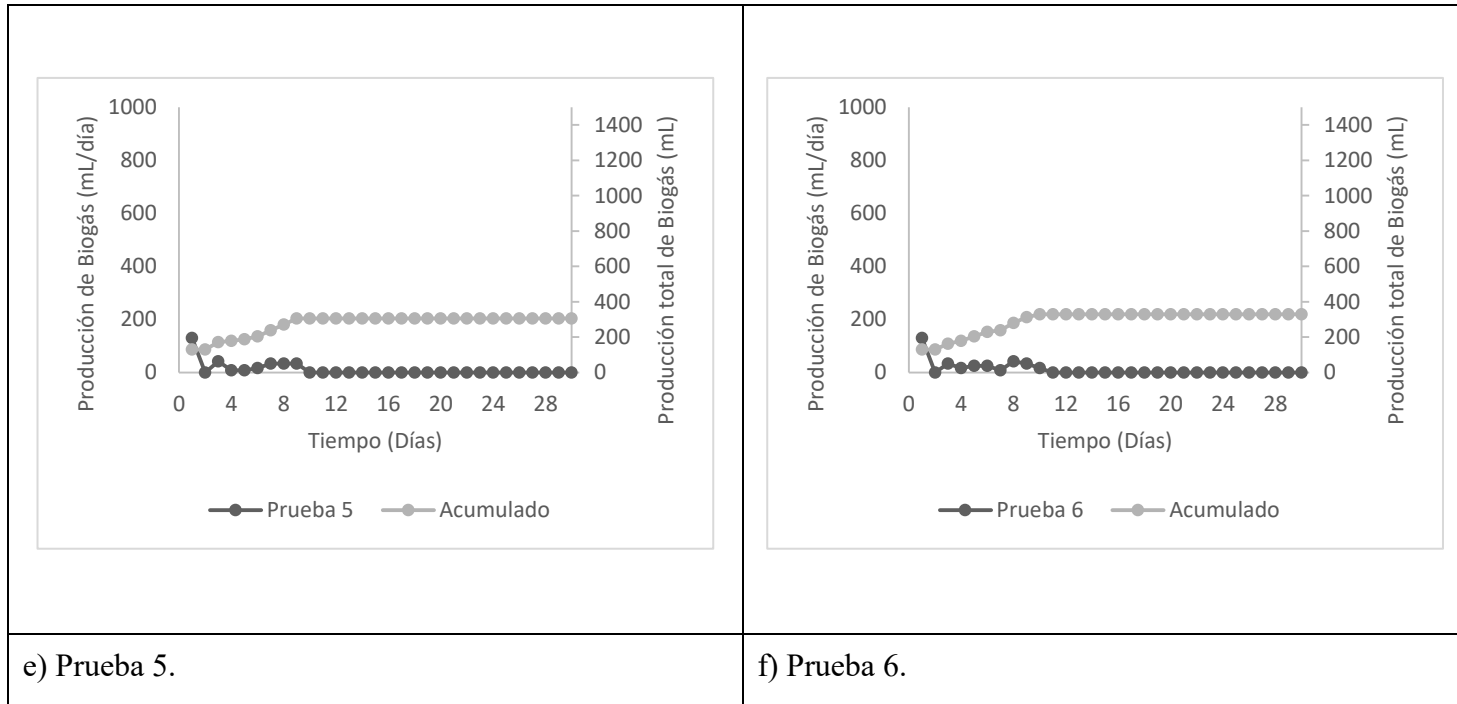 Producción de Biogás (mL/día)
1000
800
600
400
200
0
1400
1200
1000
800
600
400
200
0
Producción total de Biogás (mL)
0 4 8 12 16 20 24 28
Tiempo (Días)
Prueba 5 Acumulado
e) Prueba 5.
Producción de Biogás (mL/día)
1000
800
600
400
200
0
1400
1200
1000
800
600
400
200
0
Producción total de Biogás (mL)
0 4 8 12 16 20 24 28
Tiempo (Días)
Prueba 6 Acumulado
f) Prueba 6.